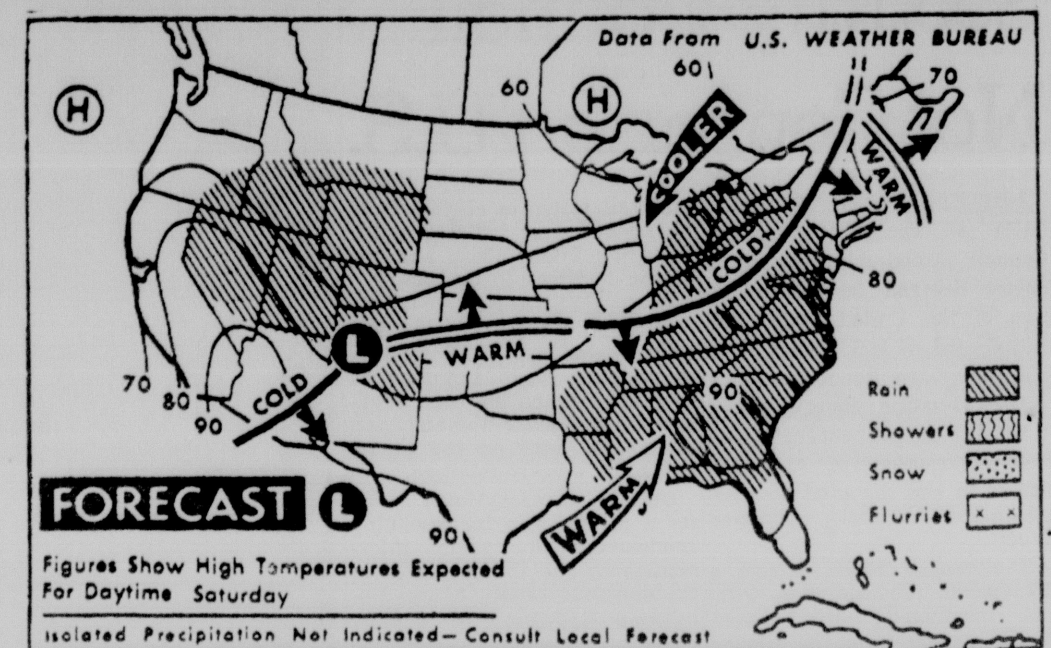 Data From U.S. WEATHER BUREAU
60
60
70
H
H
COOLER
WARM
COLD
80
L
WARM
COLD
70
80
90
90
Rain
Showers
Snow
Flurries
FORECAST L
WARM
90
Figures Show High Temperatures Expected
For Daytime Saturday
Isolated Precipitation Not Indicated— Consult Local Forecast